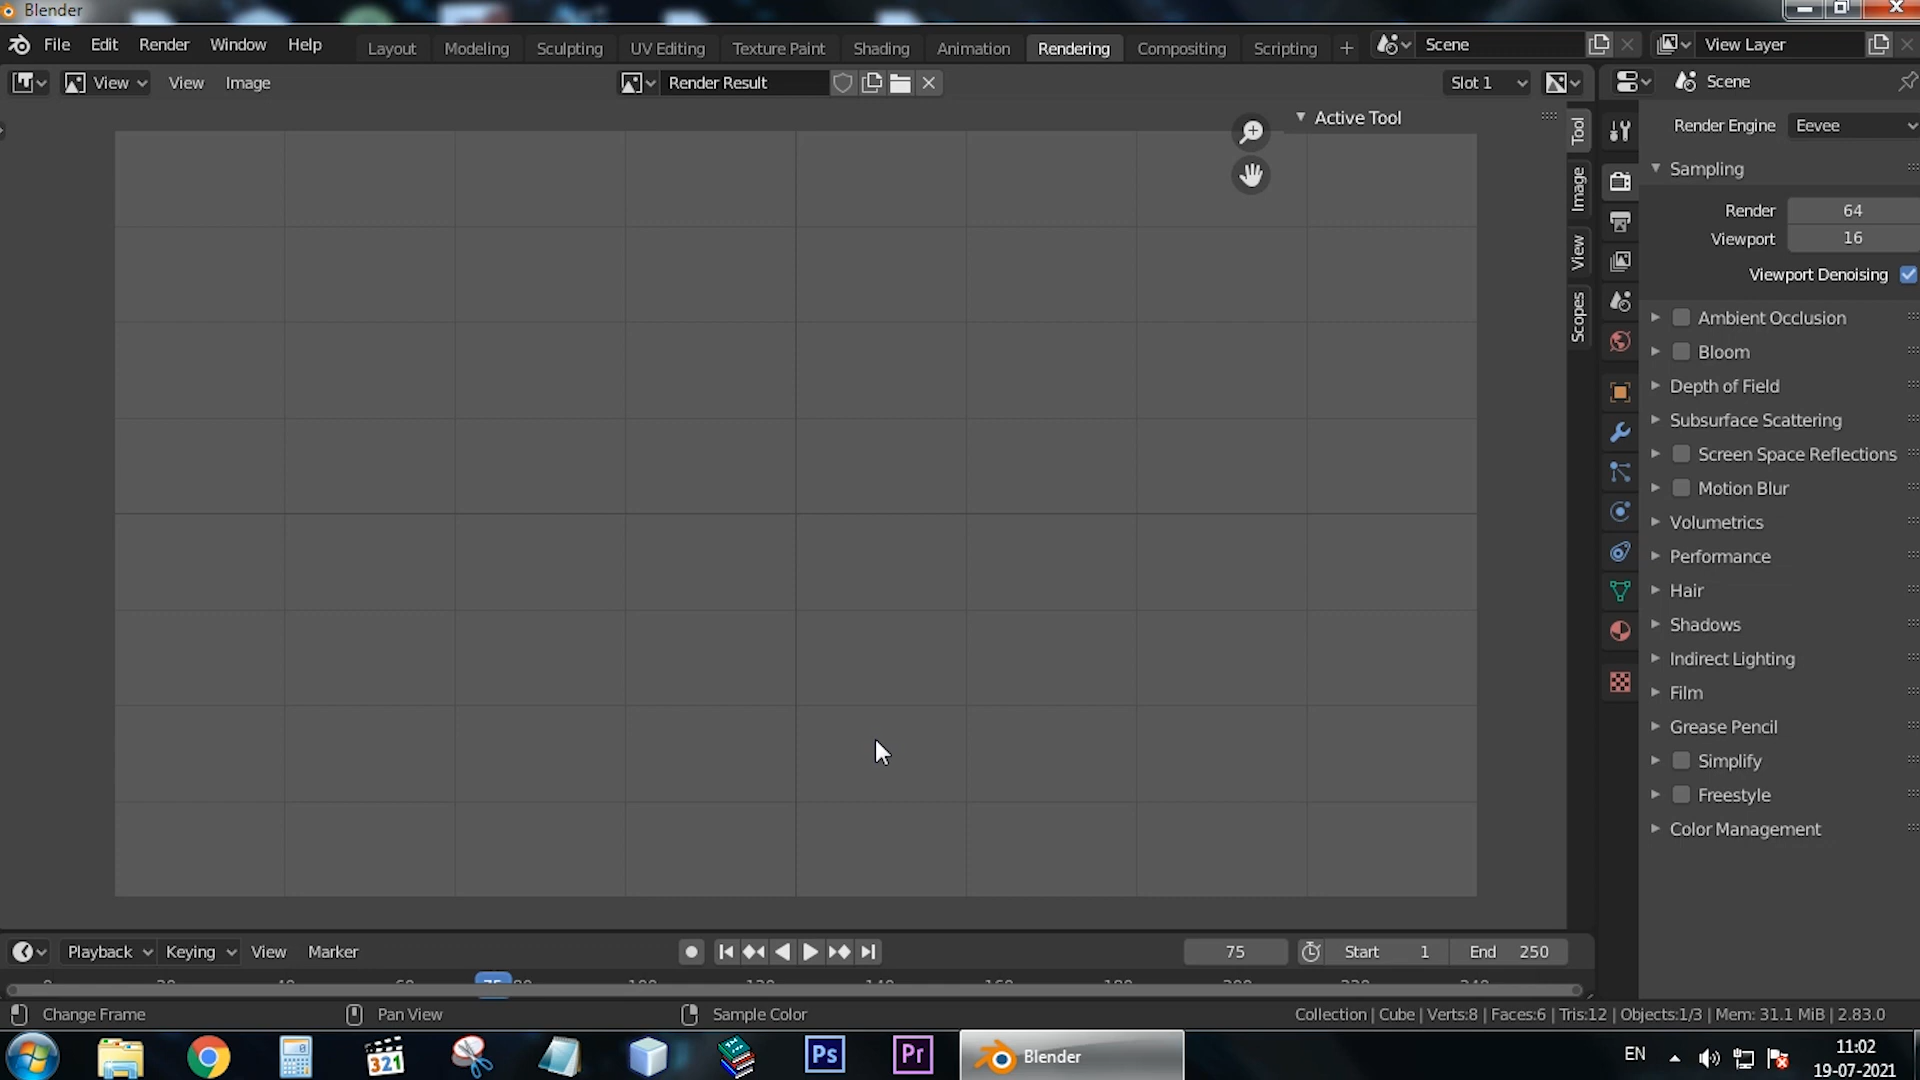 Blender
File Edit Render Window Help Layout Modeling Sculpting UV Editing Texture Paint Shading Animation Rendering Compositing Scripting + Scene View Layer
View View Image Render Result Slot 1 Scene
Active Tool
Tool
Image
View
Scopes
Render Engine Eevee
Sampling
Render 64
Viewport 16
Viewport Denoising
Ambient Occlusion
Bloom
Depth of Field
Subsurface Scattering
Screen Space Reflections
Motion Blur
Volumetrics
Performance
Hair
Shadows
Indirect Lighting
Film
Grease Pencil
Simplify
Freestyle
Color Management
Playback Keying View Marker 75 Start 1 End 250
75
Change Frame Pan View Sample Color Collection | Cube | Verts:8 | Faces:6 | Tris:12 | Objects:1/3 | Mem: 31.1 MiB | 2.83.0
321 Ps Pr Blender EN 11:02
19-07-2021